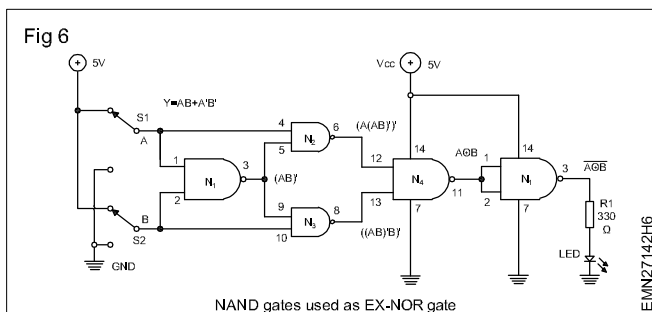 Fig 6
5V
Vcc
5V
Y=AB+A'B'
S1
A
4
5
N2
6
(A(AB)')'
14
14
1
2
N1
3
(AB)'
12
13
N4
11
7
A⊙B
1
2
N1
3
7
A⊙B
R1
330
Ω
LED
9
10
N3
8
((AB)'B)'
B
S2
GND
NAND gates used as EX-NOR gate
EMN27142H6